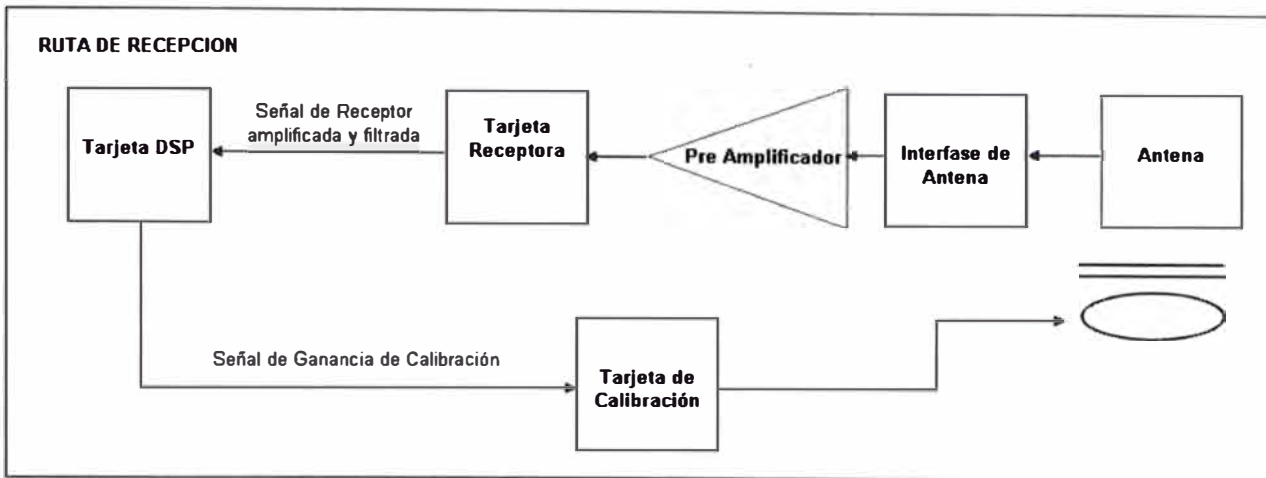 RUTA DE RECEPCION
Tarjeta DSP
Señal de Receptor
amplificada y filtrada
Tarjeta
Receptora
Pre Amplificador
Interfase de
Antena
Antena
Señal de Ganancia de Calibración
Tarjeta de
Calibración